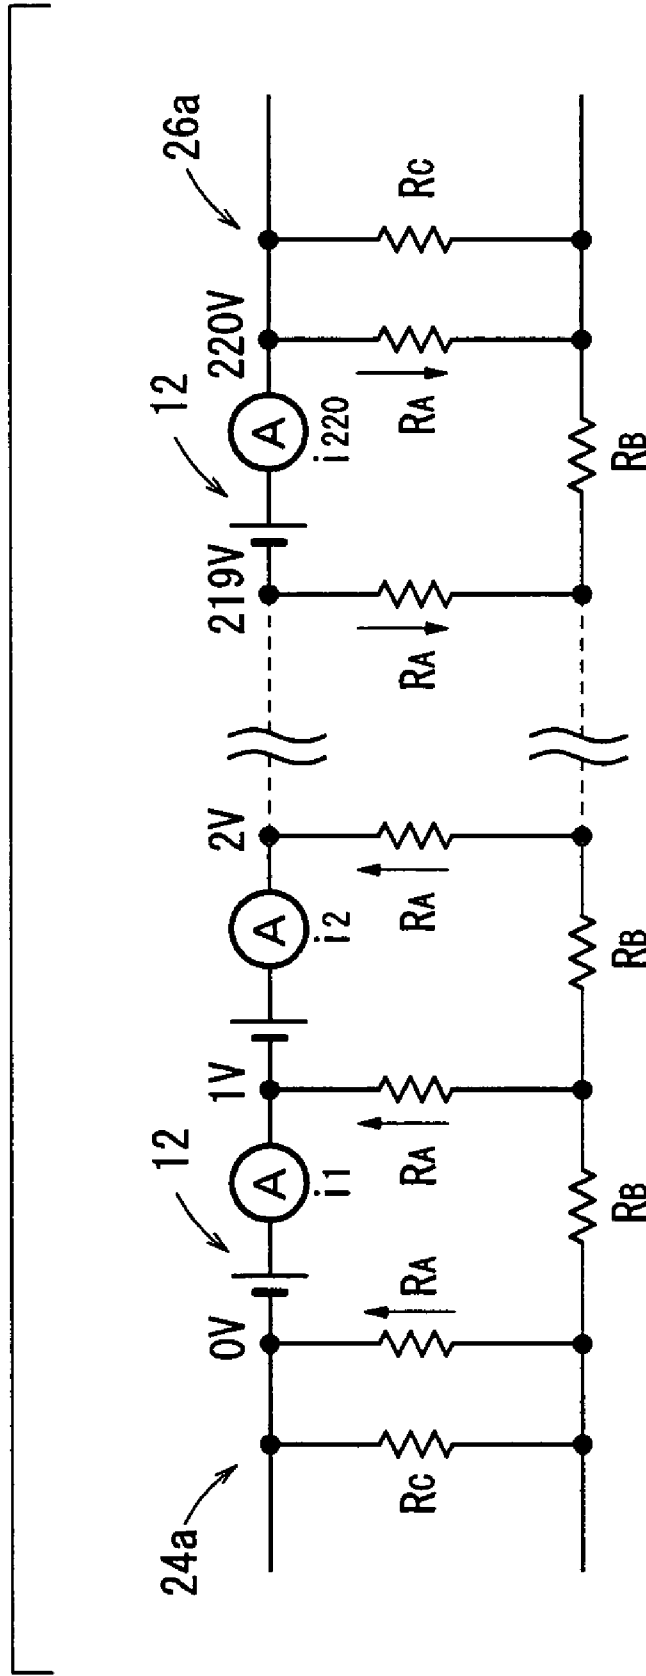 24a 12 12 26a
0V 1V 2V 219V 220V
A A A
i1 i2 i220
RC RA RA RA RA RA RC
RB RB RB